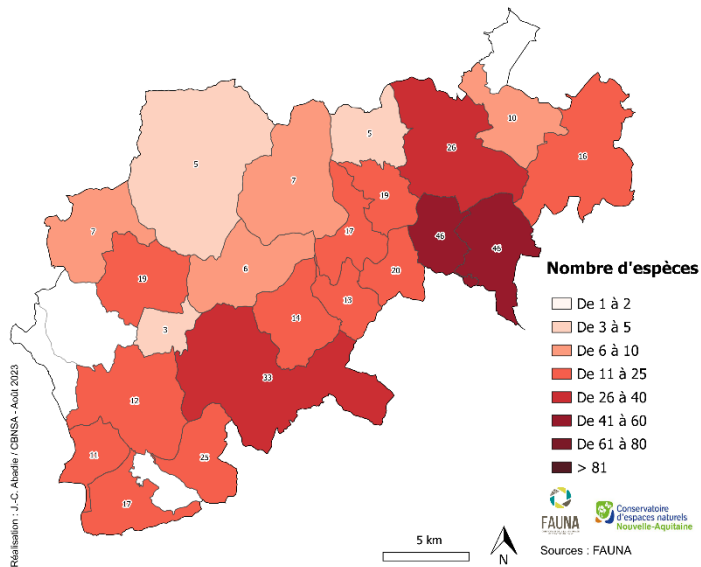 10
5
26
16
5
7
19
7
17
46
46
19
6
20
13
14
3
33
12
11
25
17
Nombre d'espèces
De 1 à 2
De 3 à 5
De 6 à 10
De 11 à 25
De 26 à 40
De 41 à 60
De 61 à 80
> 81
Réalisation : J.-C. Abadie / CBNSA - Août 2023
5 km
N
FAUNA
Conservatoire
d'espaces naturels
Nouvelle-Aquitaine
Sources : FAUNA